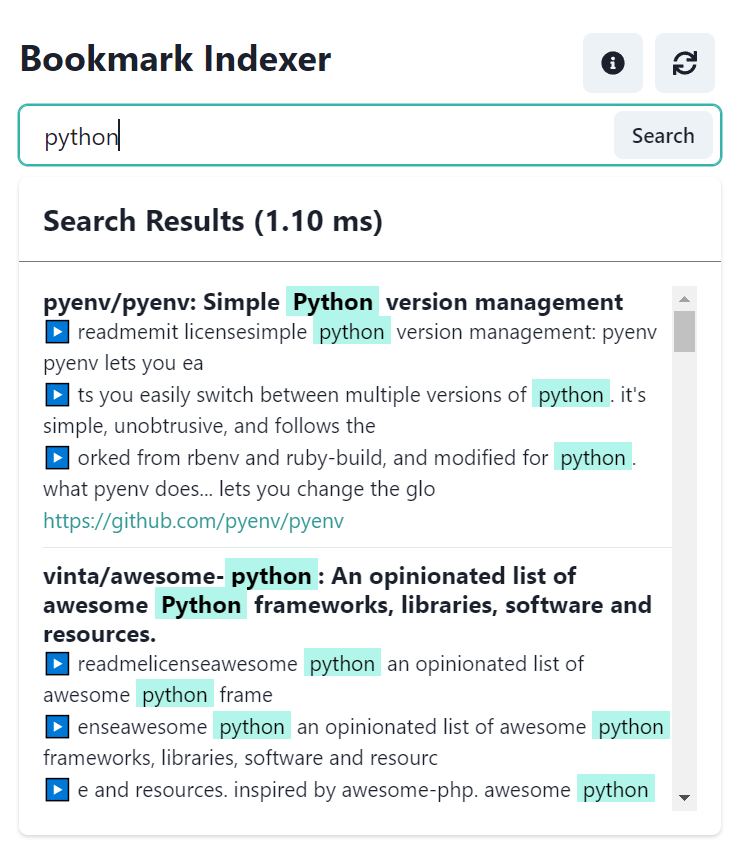 Bookmark Indexer
python
Search
Search Results (1.10 ms)
pyenv/pyenv: Simple Python version management
readmemit licensesimple python version management: pyenv
pyenv lets you ea
ts you easily switch between multiple versions of python. it's
simple, unobtrusive, and follows the
orked from rbenv and ruby-build, and modified for python.
what pyenv does... lets you change the glo
https://github.com/pyenv/pyenv
vinta/awesome-python: An opinionated list of
awesome Python frameworks, libraries, software and
resources.
readmelicenseawesome python an opinionated list of
awesome python frame
enseawesome python an opinionated list of awesome python
frameworks, libraries, software and resourc
e and resources. inspired by awesome-php. awesome python